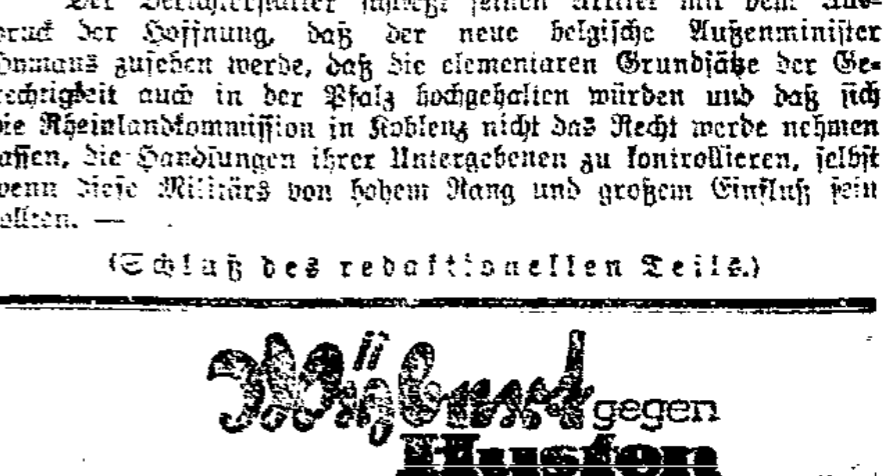 Der Berichterstatter schließt seinen Artikel mit dem Aus-
druck der Hoffnung, daß der neue belgische Außenminister
Hymans zusehen werde, daß die elementaren Grundsätze der Ge-
rechtigkeit auch in der Pfalz hochgehalten würden und daß sich
die Rheinlandkommission in Koblenz nicht das Recht werde nehmen
lassen, die Handlungen ihrer Untergebenen zu kontrollieren, selbst
wenn diese Militärs von hohem Rang und großem Einfluß sein
sollten. —
(Schluß des redaktionellen Teils.)
gegen
Husten